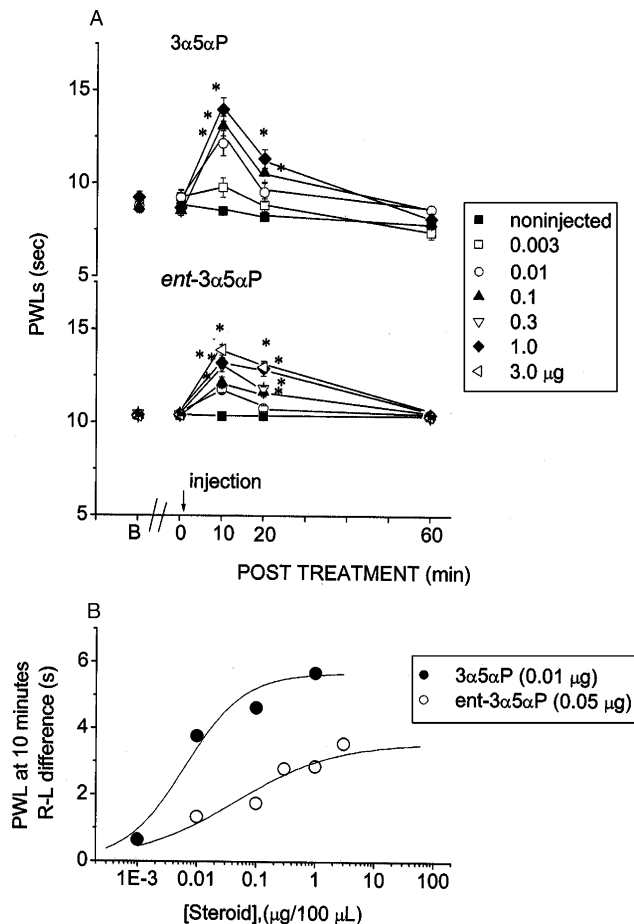 A
3α5αP
15
10
5
ent-3α5αP
15
10
5
PWLs (sec)
injection
B
0
10
20
60
POST TREATMENT (min)
noninjected
0.003
0.01
0.1
0.3
1.0
3.0 μg
B
PWL at 10 minutes
R-L difference (s)
6
4
2
0
1E-3
0.01
0.1
1
10
100
[Steroid],(μg/100 μL)
3α5αP (0.01 μg)
ent-3α5αP (0.05 μg)